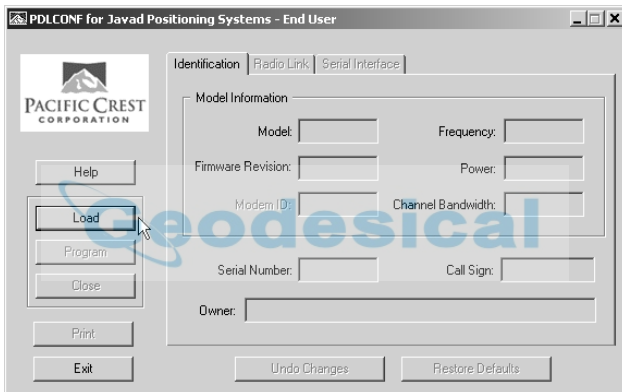 PDLCONF for Javad Positioning Systems - End User
PACIFIC CREST
CORPORATION
Help
Load
Program
Close
Print
Exit
Identification Radio Link Serial Interface
Model Information
Model: Frequency:
Firmware Revision: Power:
Modem ID: Channel Bandwidth:
Serial Number: Call Sign:
Owner:
Undo Changes Restore Defaults
Geodesical